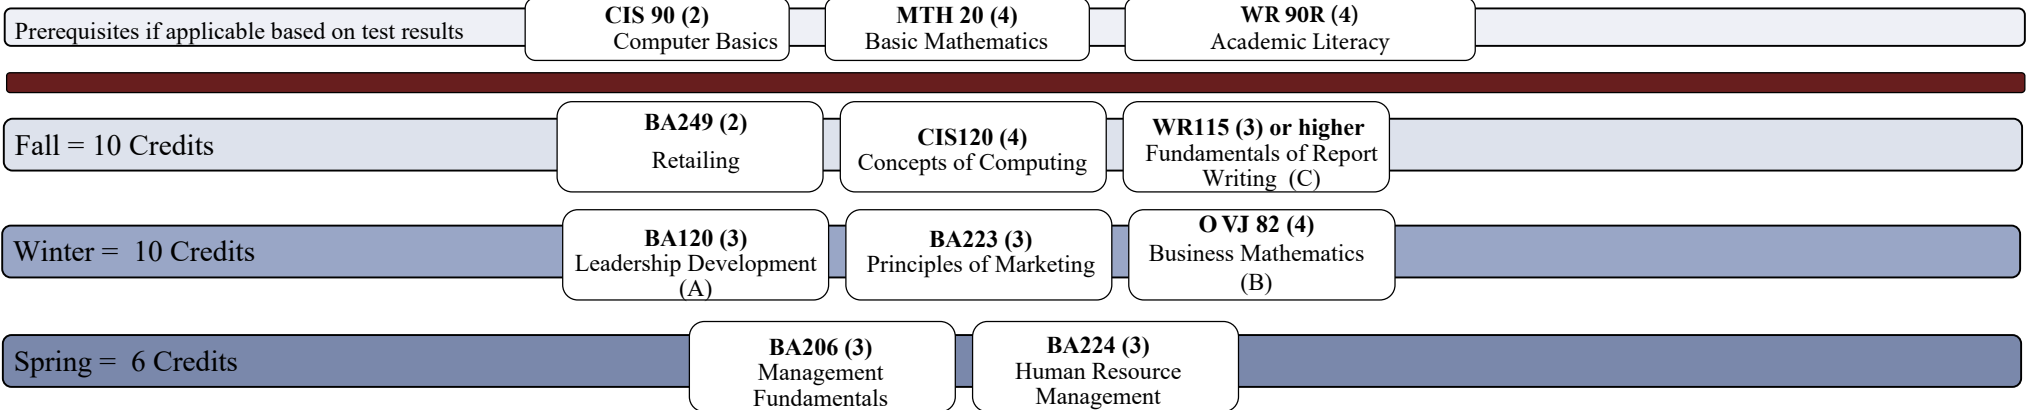 Prerequisites if applicable based on test results
CIS 90 (2)
Computer Basics
MTH 20 (4)
Basic Mathematics
WR 90R (4)
Academic Literacy
Fall = 10 Credits
BA249 (2)
Retailing
CIS120 (4)
Concepts of Computing
WR115 (3) or higher
Fundamentals of Report
Writing (C)
Winter = 10 Credits
BA120 (3)
Leadership Development
(A)
BA223 (3)
Principles of Marketing
O VJ 82 (4)
Business Mathematics
(B)
Spring = 6 Credits
BA206 (3)
Management
Fundamentals
BA224 (3)
Human Resource
Management